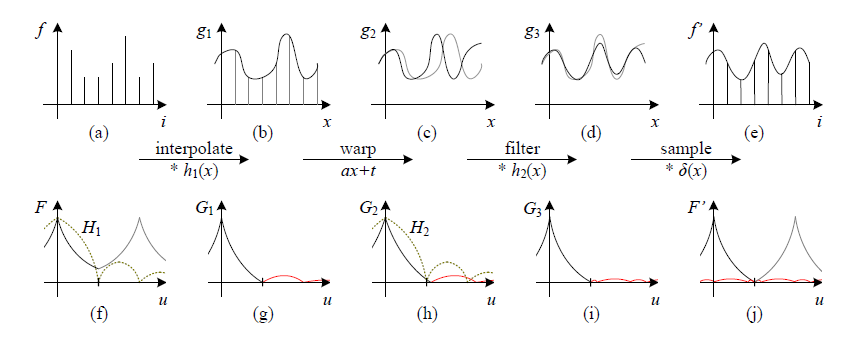 f g₁ g₂ g₃ f'
i x x x i
(a) (b) (c) (d) (e)
interpolate warp filter sample
* h₁(x) ax+t * h₂(x) * δ(x)
F H₁ G₁ G₂ H₂ G₃ F'
u u u u u
(f) (g) (h) (i) (j)